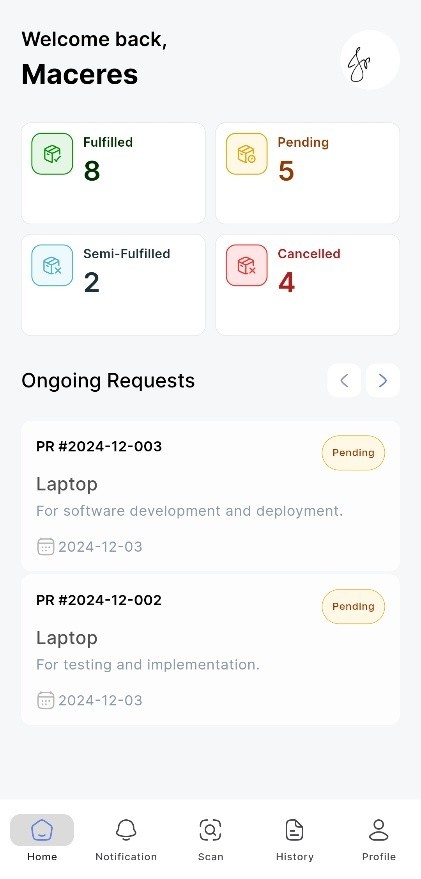 Welcome back,
Maceres
Fulfilled
8
Pending
5
Semi-Fulfilled
2
Cancelled
4
Ongoing Requests
PR #2024-12-003
Pending
Laptop
For software development and deployment.
2024-12-03
PR #2024-12-002
Pending
Laptop
For testing and implementation.
2024-12-03
Home
Notification
Scan
History
Profile